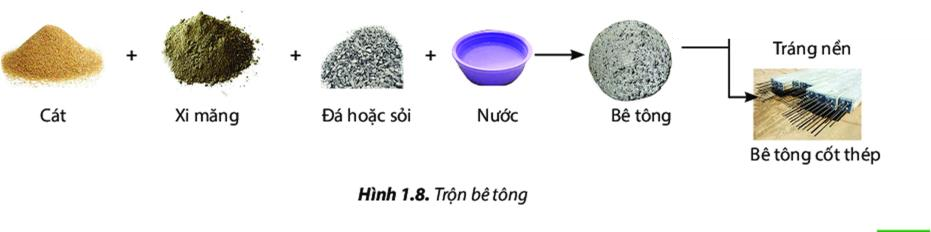 + + +
Tráng nền
Cát Xi măng Đá hoặc sỏi Nước Bê tông
Bê tông cốt thép
Hình 1.8. Trộn bê tông